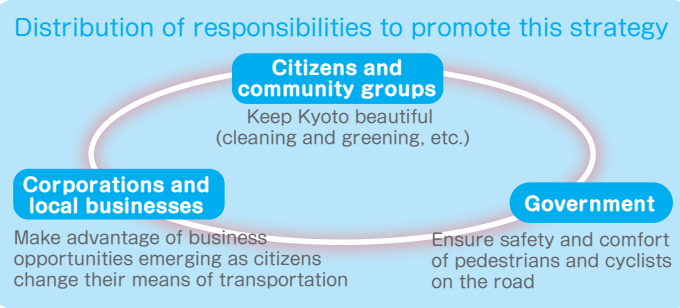 Distribution of responsibilities to promote this strategy
Citizens and
community groups
Keep Kyoto beautiful
(cleaning and greening, etc.)
Corporations and
local businesses
Make advantage of business
opportunities emerging as citizens
change their means of transportation
Government
Ensure safety and comfort
of pedestrians and cyclists
on the road